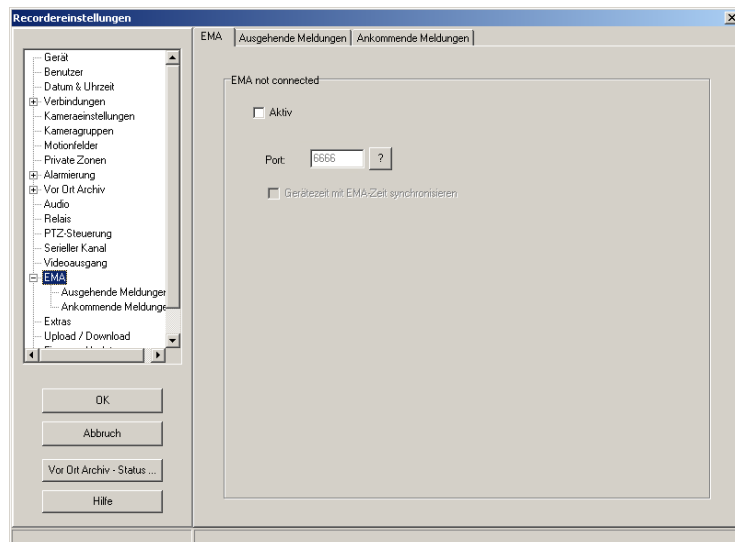 Recordereinstellungen
Gerät
Benutzer
Datum & Uhrzeit
Verbindungen
Kameraeinstellungen
Kameragruppen
Motionfelder
Private Zonen
Alarmierung
Vor Ort Archiv
Audio
Relais
PTZ-Steuerung
Serieller Kanal
Videoausgang
EMA
Ausgehende Meldunger
Ankommende Meldunge
Extras
Upload / Download
OK
Abbruch
Vor Ort Archiv - Status ...
Hilfe
EMA
Ausgehende Meldungen
Ankommende Meldungen
EMA not connected
Aktiv
Port: 6666 ?
Gerätezeit mit EMA-Zeit synchronisieren